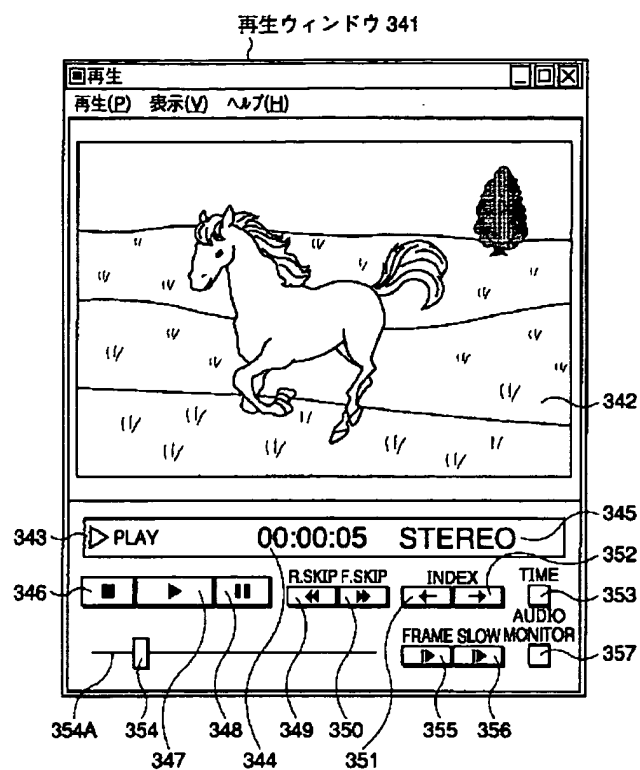 再生ウィンドウ 341
再生
再生(P) 表示(V) ヘルプ(H)
342
343 PLAY 00:00:05 STEREO 345
352
346 R.SKIP F.SKIP INDEX TIME
353
AUDIO
FRAME SLOW MONITOR
357
354A 354 348 349 350 355 356
347 344 351